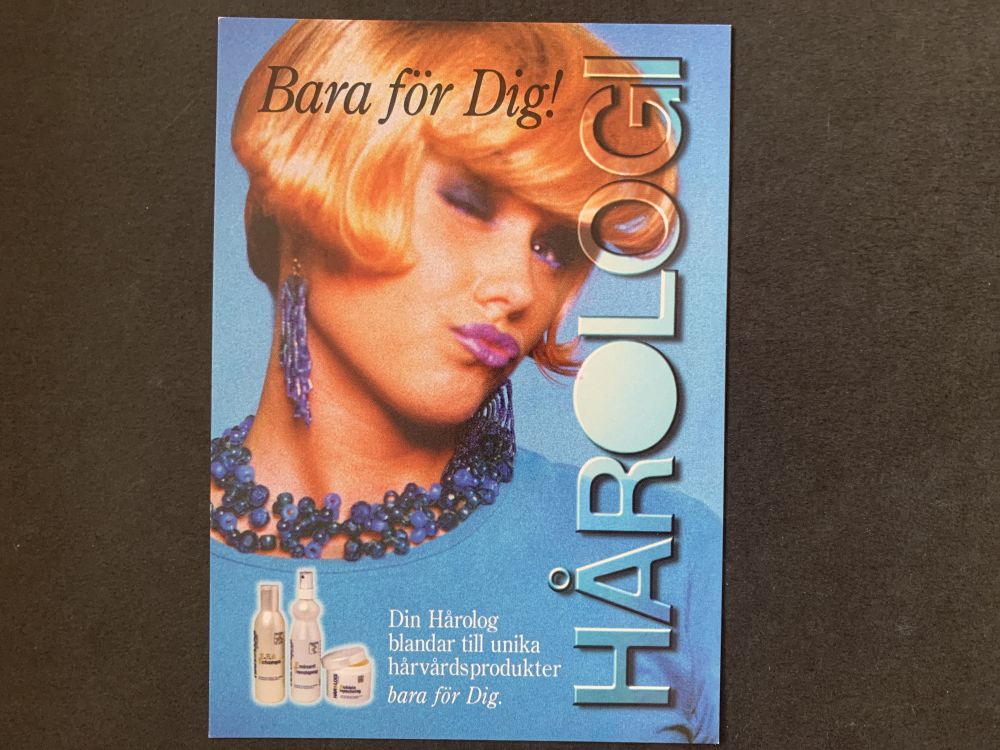 Bara för Dig!
HÅROLOGI
Din Hårolog
blandar till unika
hårvårdsprodukter
bara för Dig.